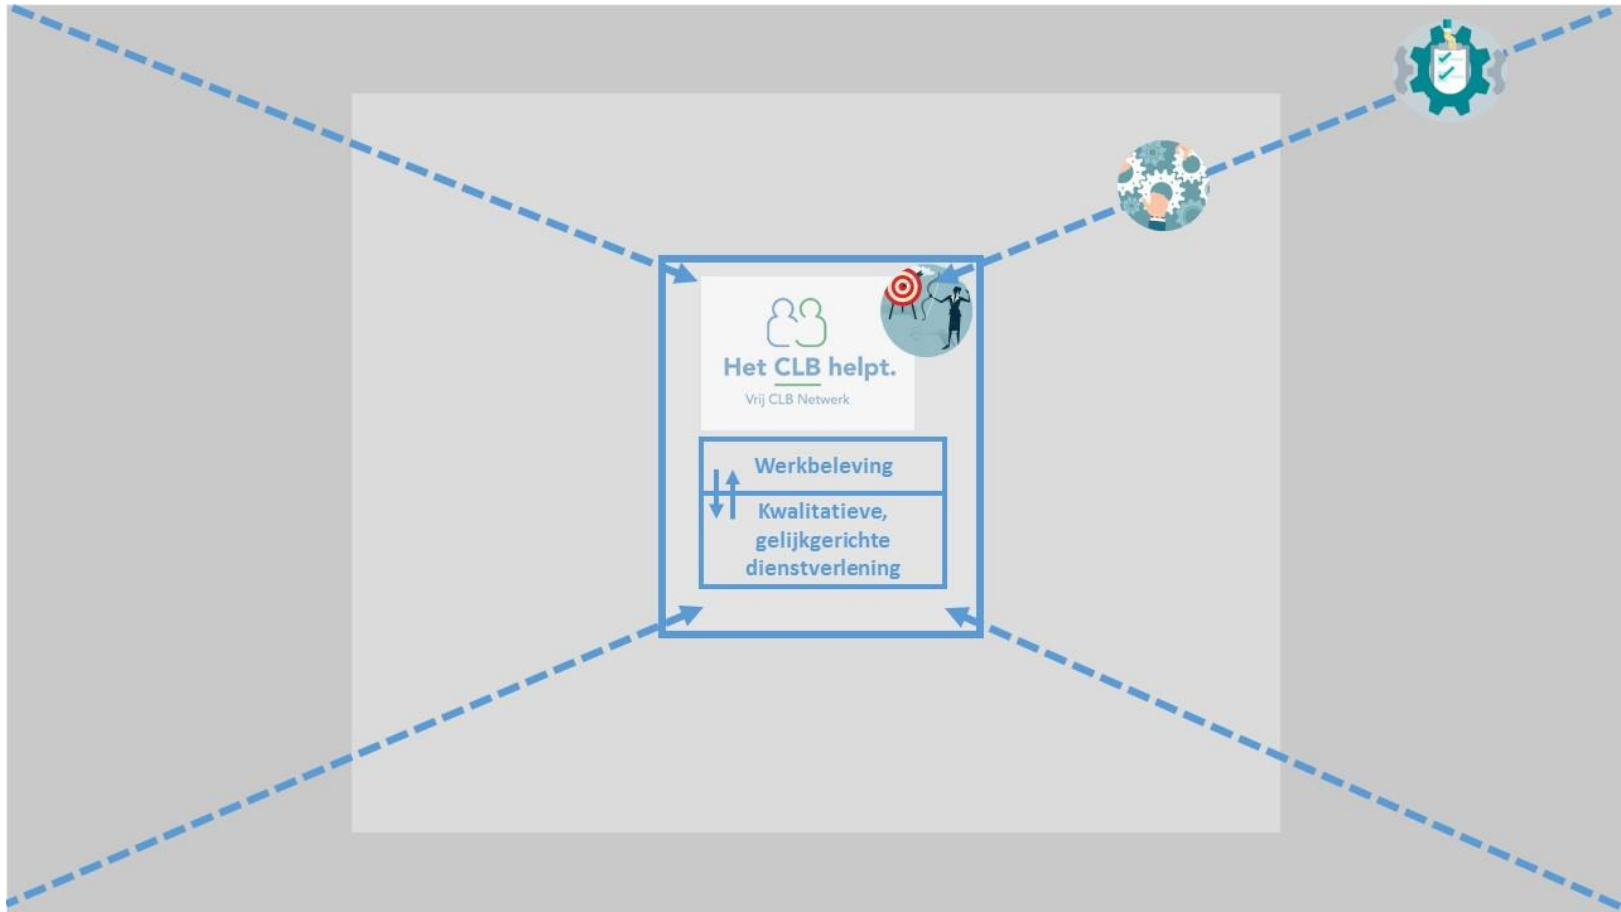 Het CLB helpt.
Vrij CLB Netwerk
Werkbeleving
Kwalitatieve,
gelijkgerichte
dienstverlening